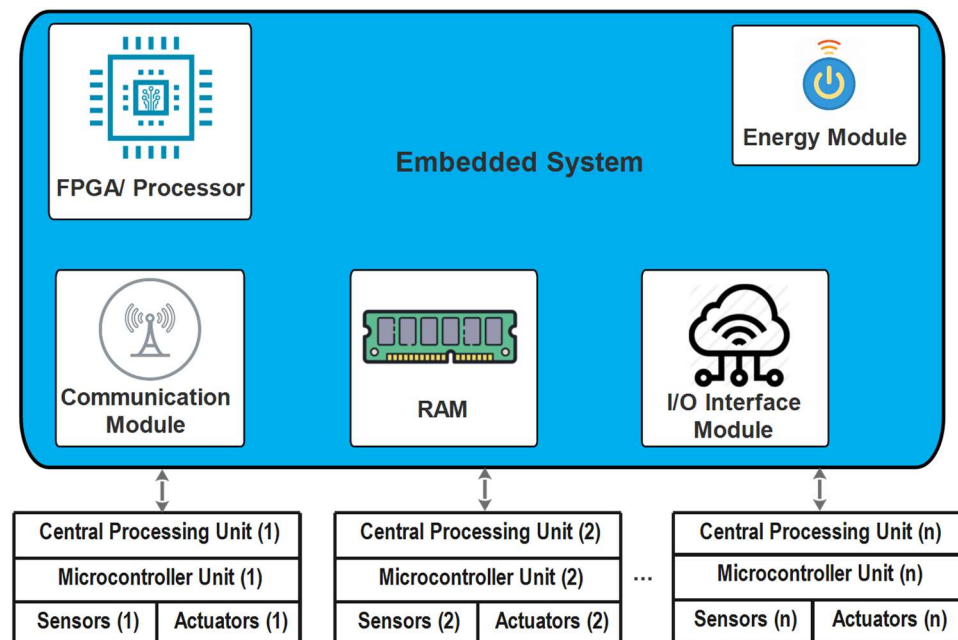 Embedded System
FPGA/ Processor
Energy Module
Communication
Module
RAM
I/O Interface
Module
Central Processing Unit (1)
Microcontroller Unit (1)
Sensors (1)
Actuators (1)
Central Processing Unit (2)
Microcontroller Unit (2)
Sensors (2)
Actuators (2)
...
Central Processing Unit (n)
Microcontroller Unit (n)
Sensors (n)
Actuators (n)